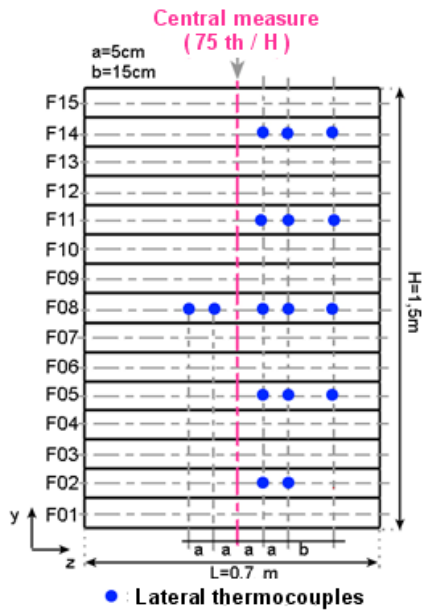 Central measure
( 75 th / H )
a=5cm
b=15cm
F15
F14
F13
F12
F11
F10
F09
F08
F07
F06
F05
F04
F03
F02
F01
H=1,5m
y
z
a a a a b
L=0.7 m
: Lateral thermocouples